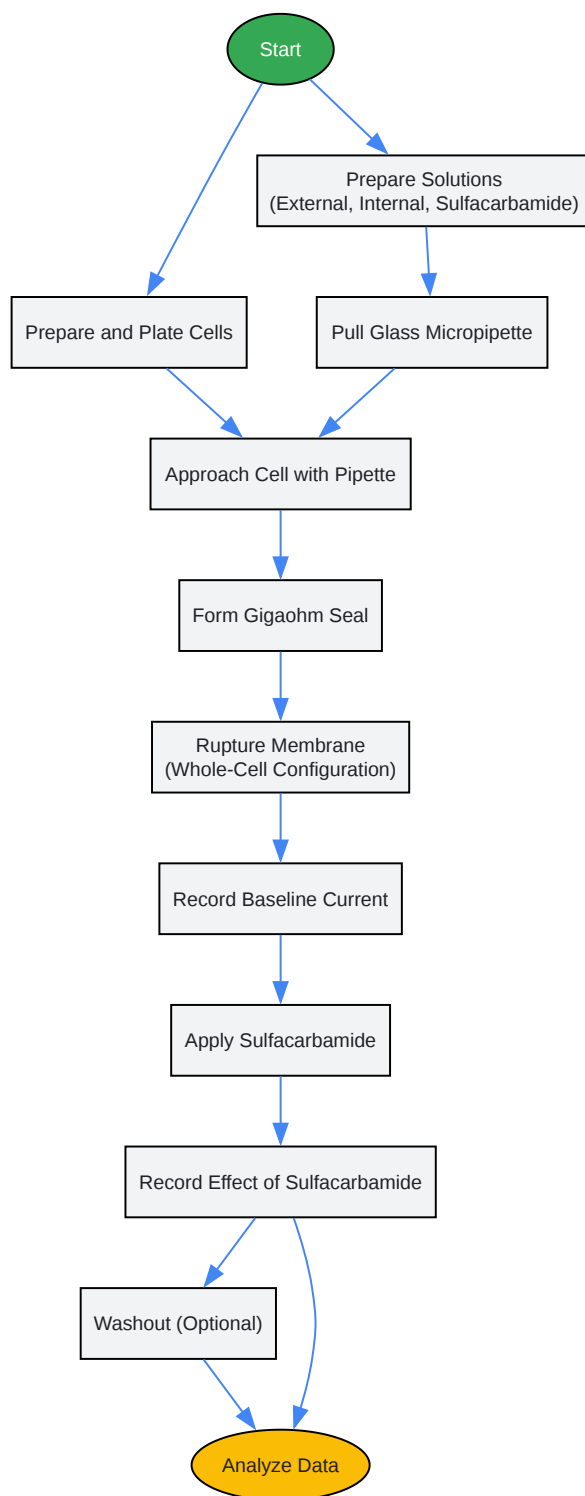 Start
Prepare Solutions
(External, Internal, Sulfacarbamide)
Prepare and Plate Cells
Pull Glass Micropipette
Approach Cell with Pipette
Form Gigaohm Seal
Rupture Membrane
(Whole-Cell Configuration)
Record Baseline Current
Apply Sulfacarbamide
Record Effect of Sulfacarbamide
Washout (Optional)
Analyze Data